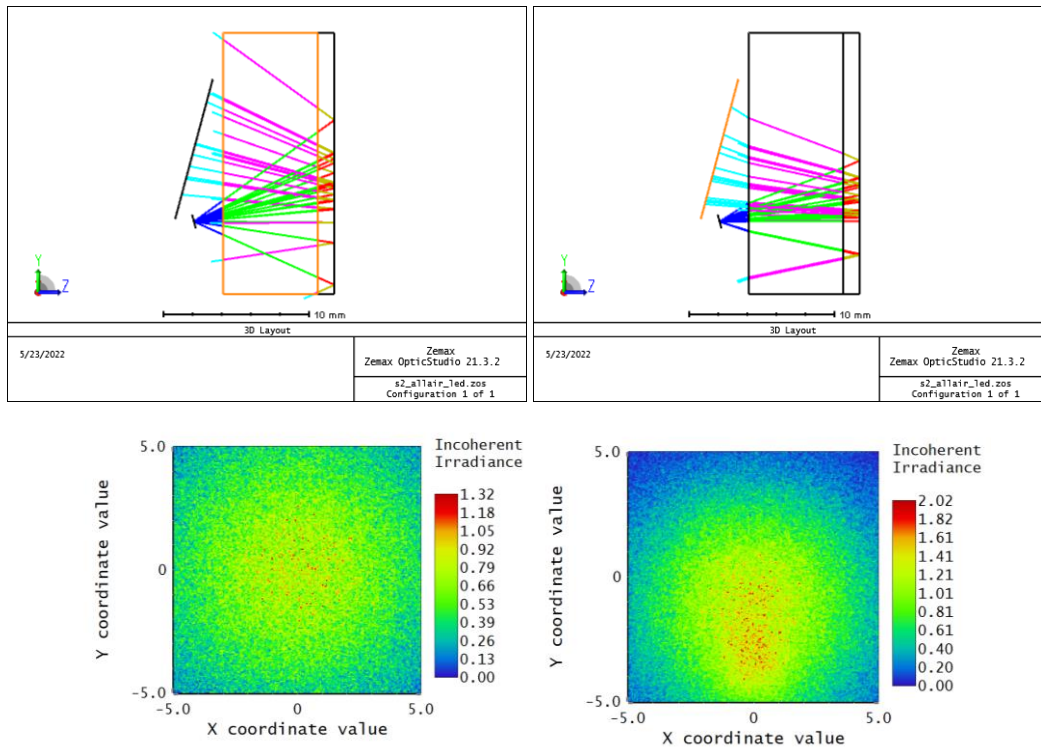 Y
Z
10 mm
3D Layout
5/23/2022
Zemax
Zemax OpticStudio 21.3.2
s2_allair_led.zos
Configuration 1 of 1
Y
Z
10 mm
3D Layout
5/23/2022
Zemax
Zemax OpticStudio 21.3.2
s2_allair_led.zos
Configuration 1 of 1
5.0
0
-5.0
Y coordinate value
-5.0
0
5.0
X coordinate value
Incoherent
Irradiance
1.32
1.18
1.05
0.92
0.79
0.66
0.53
0.39
0.26
0.13
0.00
5.0
0
-5.0
Y coordinate value
-5.0
0
5.0
X coordinate value
Incoherent
Irradiance
2.02
1.82
1.61
1.41
1.21
1.01
0.81
0.61
0.40
0.20
0.00